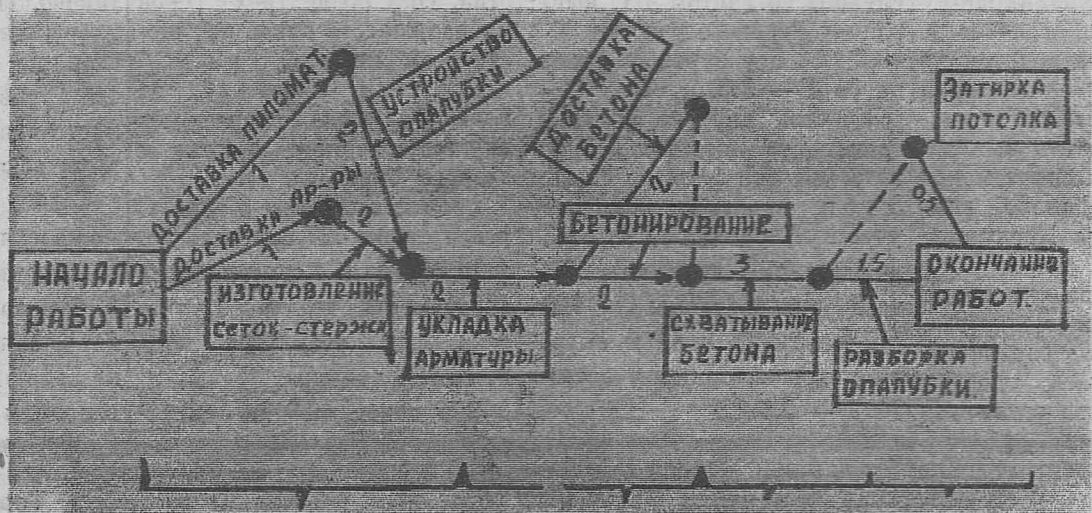 ДОСТАВКА ПИЛОМАТ.
1
2
УСТРОЙСТВО
ОПАЛУБКИ
ДОСТАВКА АР-РЫ
1
2
НАЧАЛО
РАБОТЫ
ИЗГОТОВЛЕНИЕ
СЕТОК-СТЕРЖН
2
УКЛАДКА
АРМАТУРЫ
ДОСТАВКА
БЕТОНА
2
БЕТОНИРОВАНИЕ
2
3
СХВАТЫВАНИЕ
БЕТОНА
ЗАТИРКА
ПОТОЛКА
0,5
1.5
ОКОНЧАНИЕ
РАБОТ.
РАЗБОРКА
ОПАЛУБКИ.